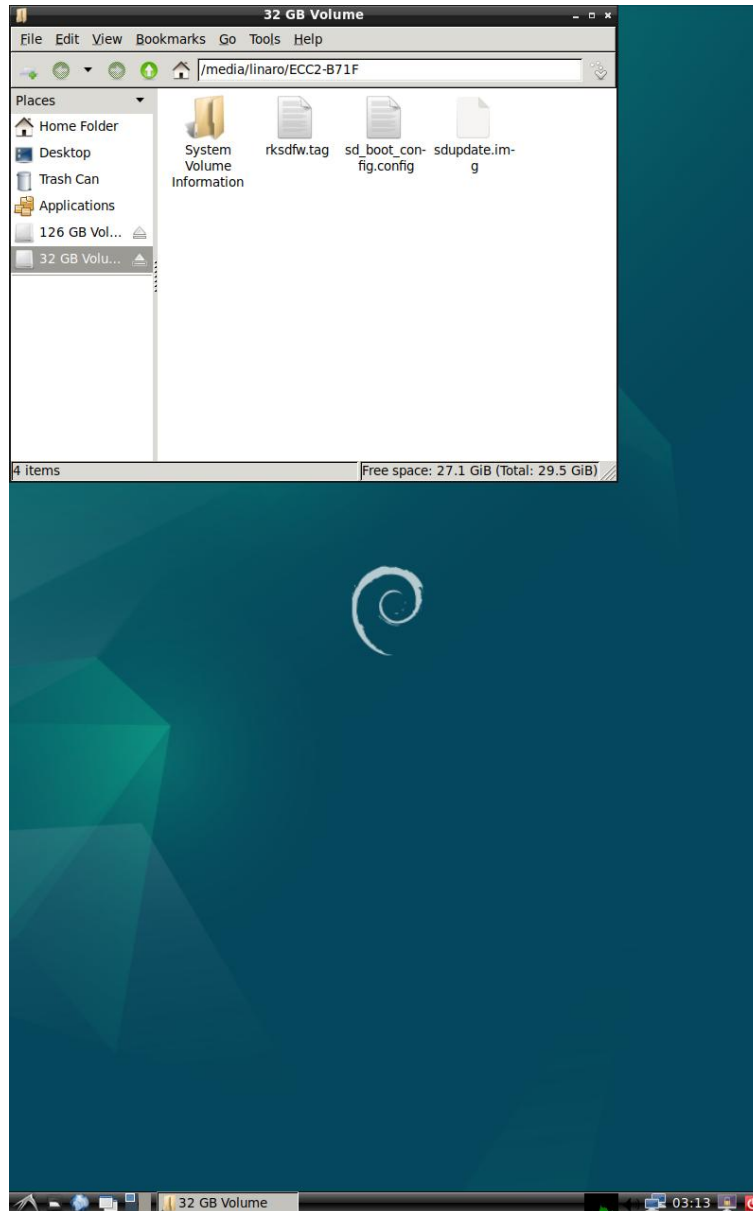 32 GB Volume
File Edit View Bookmarks Go Tools Help
/media/linaro/ECC2-B71F
Places
Home Folder
Desktop
Trash Can
Applications
126 GB Vol...
32 GB Volu...
System
Volume
Information
rksdfw.tag
sd_boot_con-
fig.config
sdupdate.im-
g
4 items
Free space: 27.1 GiB (Total: 29.5 GiB)
32 GB Volume
03:13